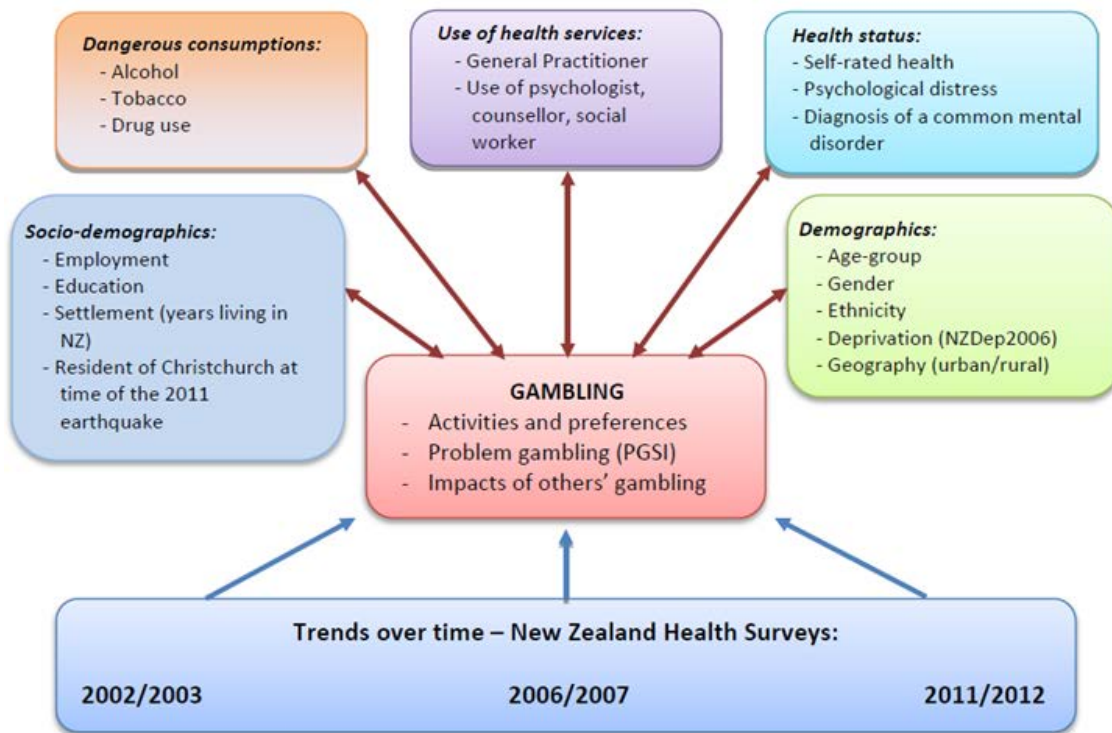 Dangerous consumptions:
- Alcohol
- Tobacco
- Drug use
Use of health services:
- General Practitioner
- Use of psychologist,
counsellor, social
worker
Health status:
- Self-rated health
- Psychological distress
- Diagnosis of a common mental
disorder
Socio-demographics:
- Employment
- Education
- Settlement (years living in
NZ)
- Resident of Christchurch at
time of the 2011
earthquake
Demographics:
- Age-group
- Gender
- Ethnicity
- Deprivation (NZDep2006)
- Geography (urban/rural)
GAMBLING
- Activities and preferences
- Problem gambling (PGSI)
- Impacts of others’ gambling
Trends over time – New Zealand Health Surveys:
2002/2003 2006/2007 2011/2012